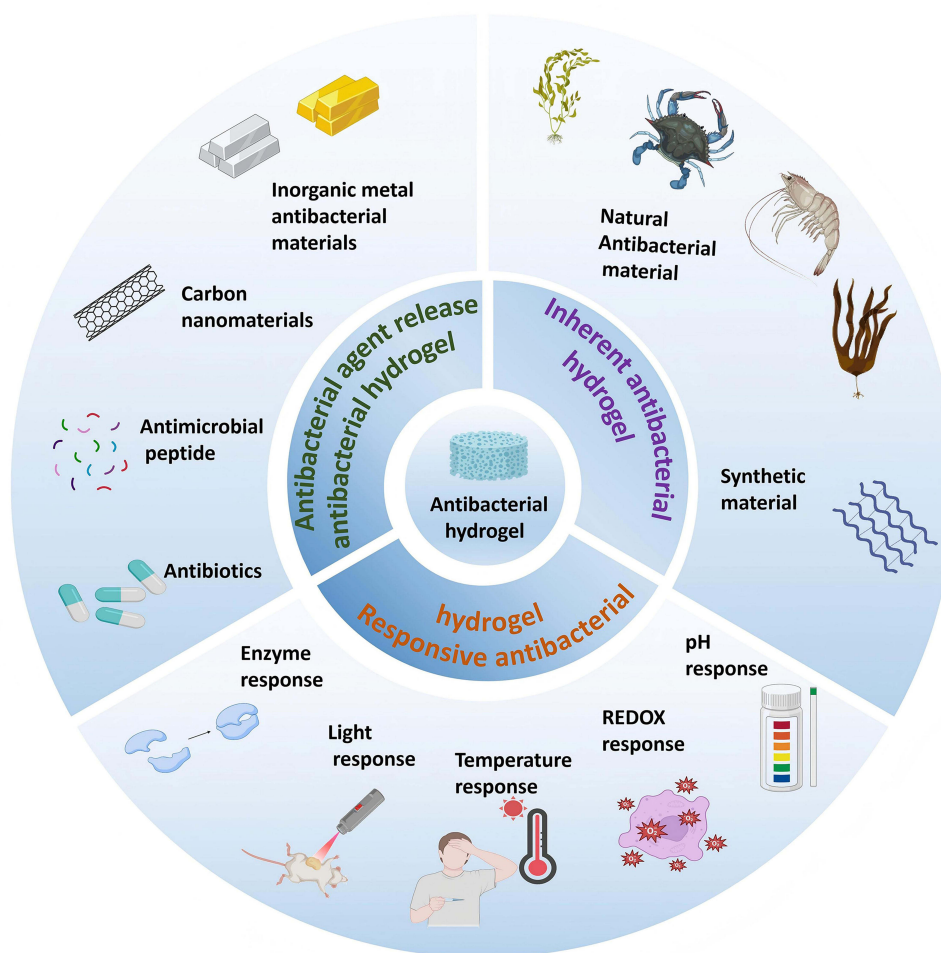 Inorganic metal
antibacterial
materials
Carbon
nanomaterials
Antimicrobial
peptide
Antibiotics
Natural
Antibacterial
material
Synthetic
material
Antibacterial agent release
antibacterial hydrogel
Inherent antibacterial
hydrogel
Antibacterial
hydrogel
hydrogel
Responsive antibacterial
Enzyme
response
Light
response
Temperature
response
REDOX
response
pH
response